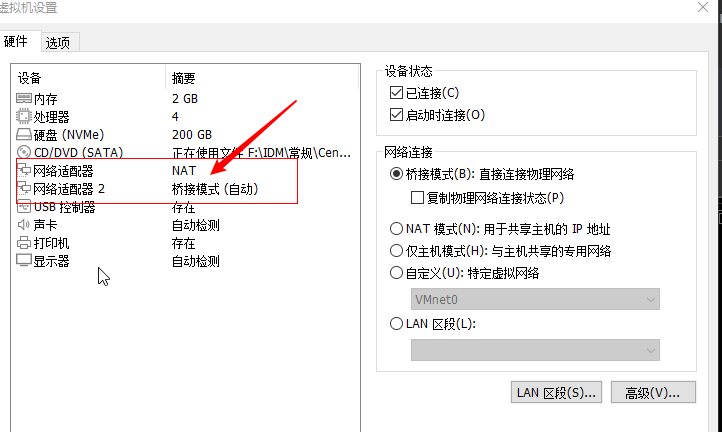 虚拟机设置
硬件 选项
设备 摘要
内存 2 GB
处理器 4
硬盘 (NVMe) 200 GB
CD/DVD (SATA) 正在使用文件 F:\IDM\常规\Cen...
网络适配器 NAT
网络适配器 2 桥接模式 (自动)
USB 控制器 存在
声卡 自动检测
打印机 存在
显示器 自动检测
设备状态
已连接(C)
启动时连接(O)
网络连接
桥接模式(B): 直接连接物理网络
复制物理网络连接状态(P)
NAT 模式(N): 用于共享主机的 IP 地址
仅主机模式(H): 与主机共享的专用网络
自定义(U): 特定虚拟网络
VMnet0
LAN 区段(L):
LAN 区段(S)... 高级(V)...